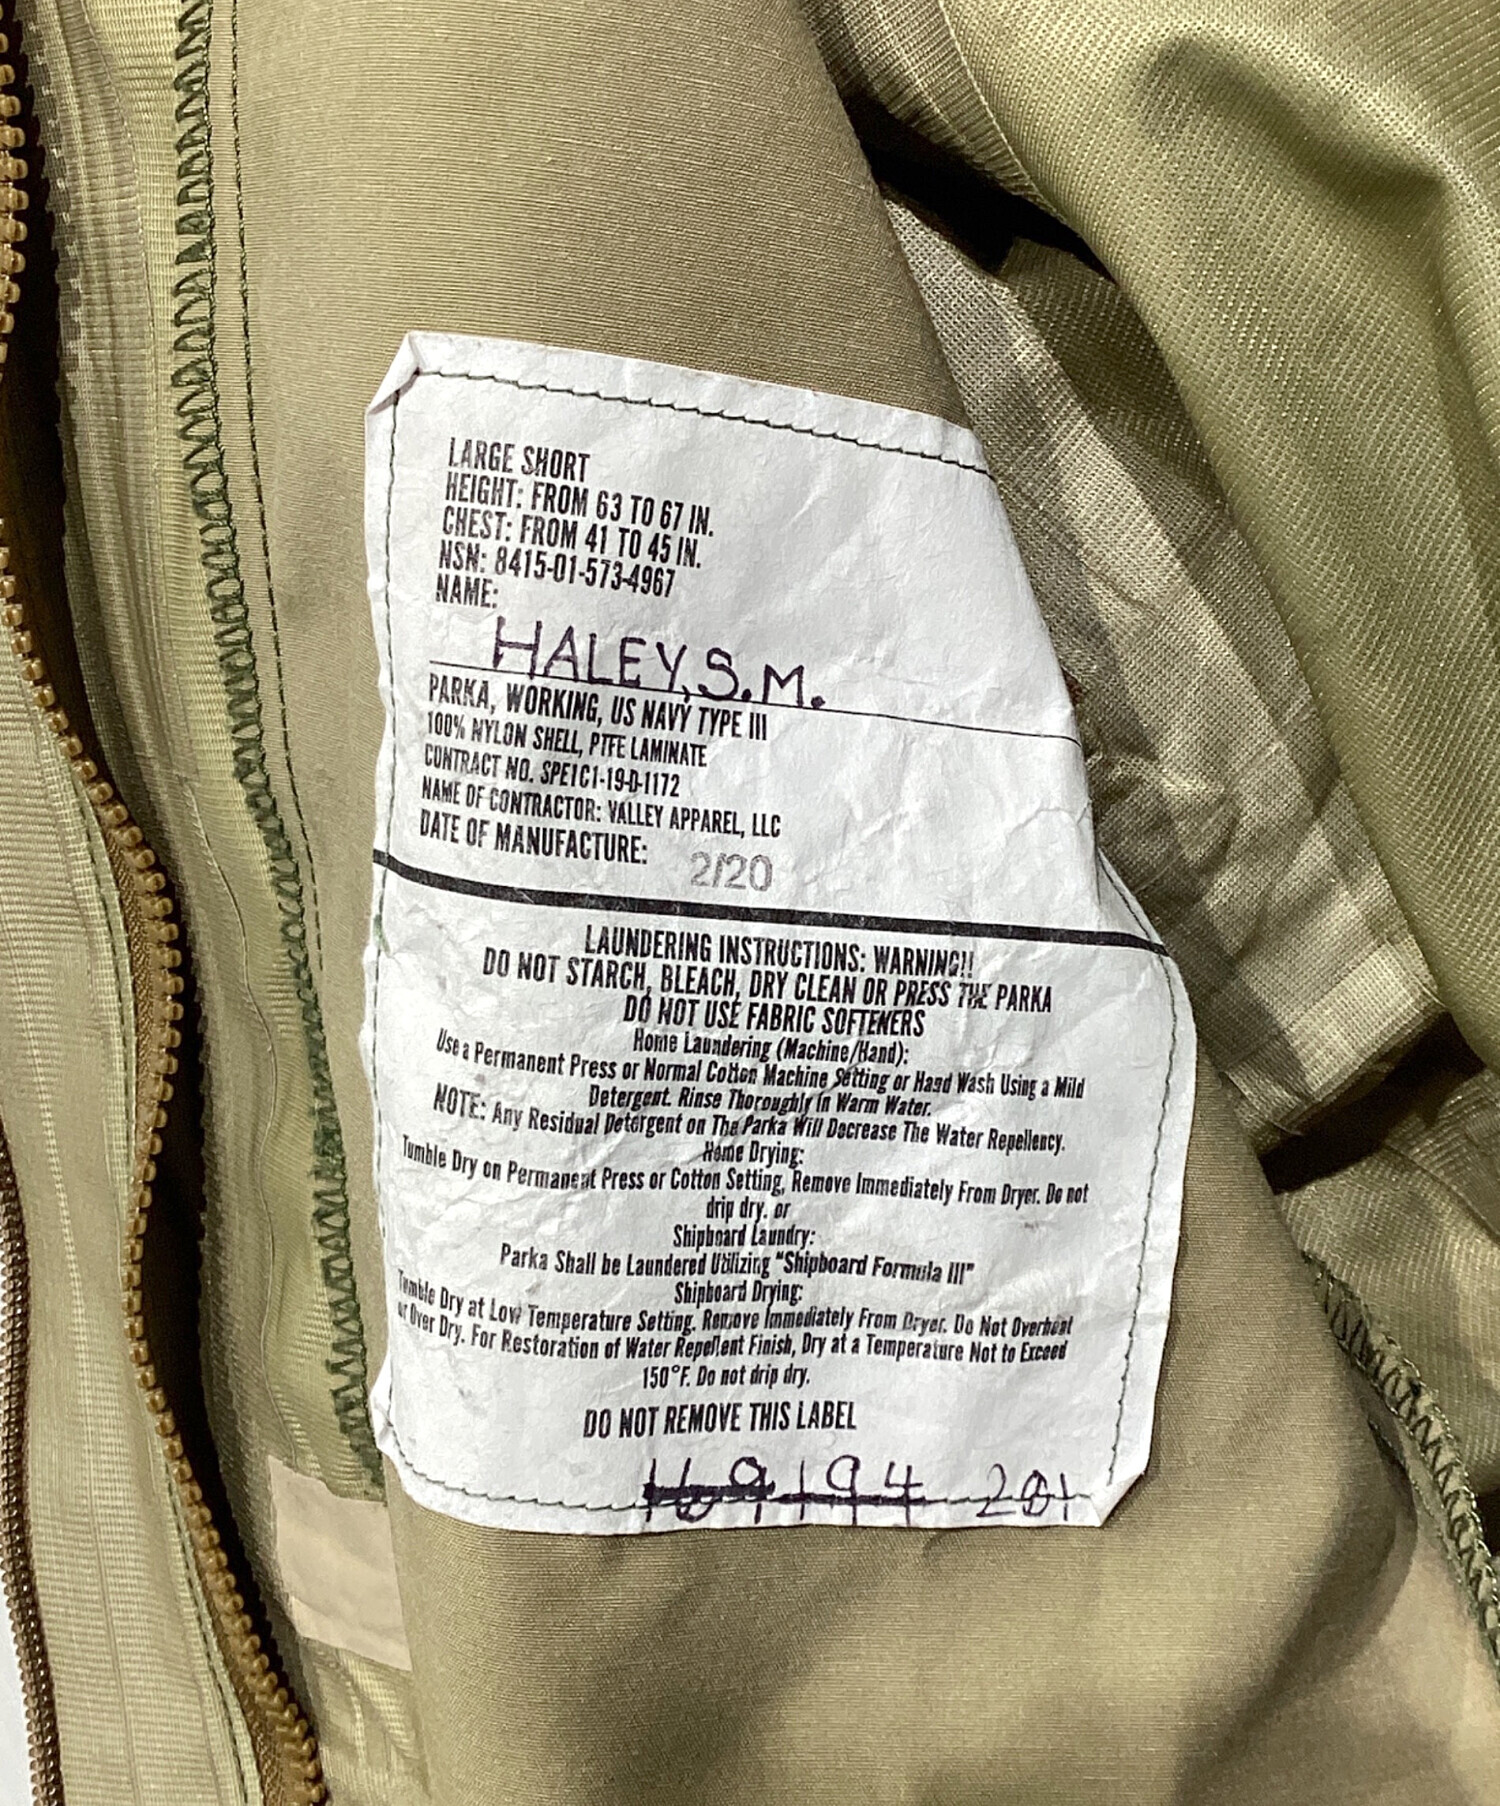 LARGE SHORT
HEIGHT: FROM 63 TO 67 IN.
CHEST: FROM 41 TO 45 IN.
NSN: 8415-01-573-4967
NAME:
HALEY, S.M.
PARKA, WORKING, US NAVY TYPE III
100% NYLON SHELL, PTFE LAMINATE
CONTRACT NO. SPE1C1-19-D-1172
NAME OF CONTRACTOR: VALLEY APPAREL, LLC
DATE OF MANUFACTURE: 2/20
LAUNDERING INSTRUCTIONS: WARNING!!
DO NOT STARCH, BLEACH, DRY CLEAN OR PRESS THE PARKA
DO NOT USE FABRIC SOFTENERS
Home Laundering (Machine/Hand):
Use a Permanent Press or Normal Cotton Machine Setting or Hand Wash Using a Mild
Detergent. Rinse Thoroughly in Warm Water.
NOTE: Any Residual Detergent on The Parka Will Decrease The Water Repellency.
Home Drying:
Tumble Dry on Permanent Press or Cotton Setting, Remove Immediately From Dryer. Do not
drip dry. or
Shipboard Laundry:
Parka Shall be Laundered Utilizing "Shipboard Formula III"
Shipboard Drying:
Tumble Dry at Low Temperature Setting. Remove Immediately From Dryer. Do Not Overheat
or Over Dry. For Restoration of Water Repellent Finish, Dry at a Temperature Not to Exceed
150°F. Do not drip dry.
DO NOT REMOVE THIS LABEL
194 201